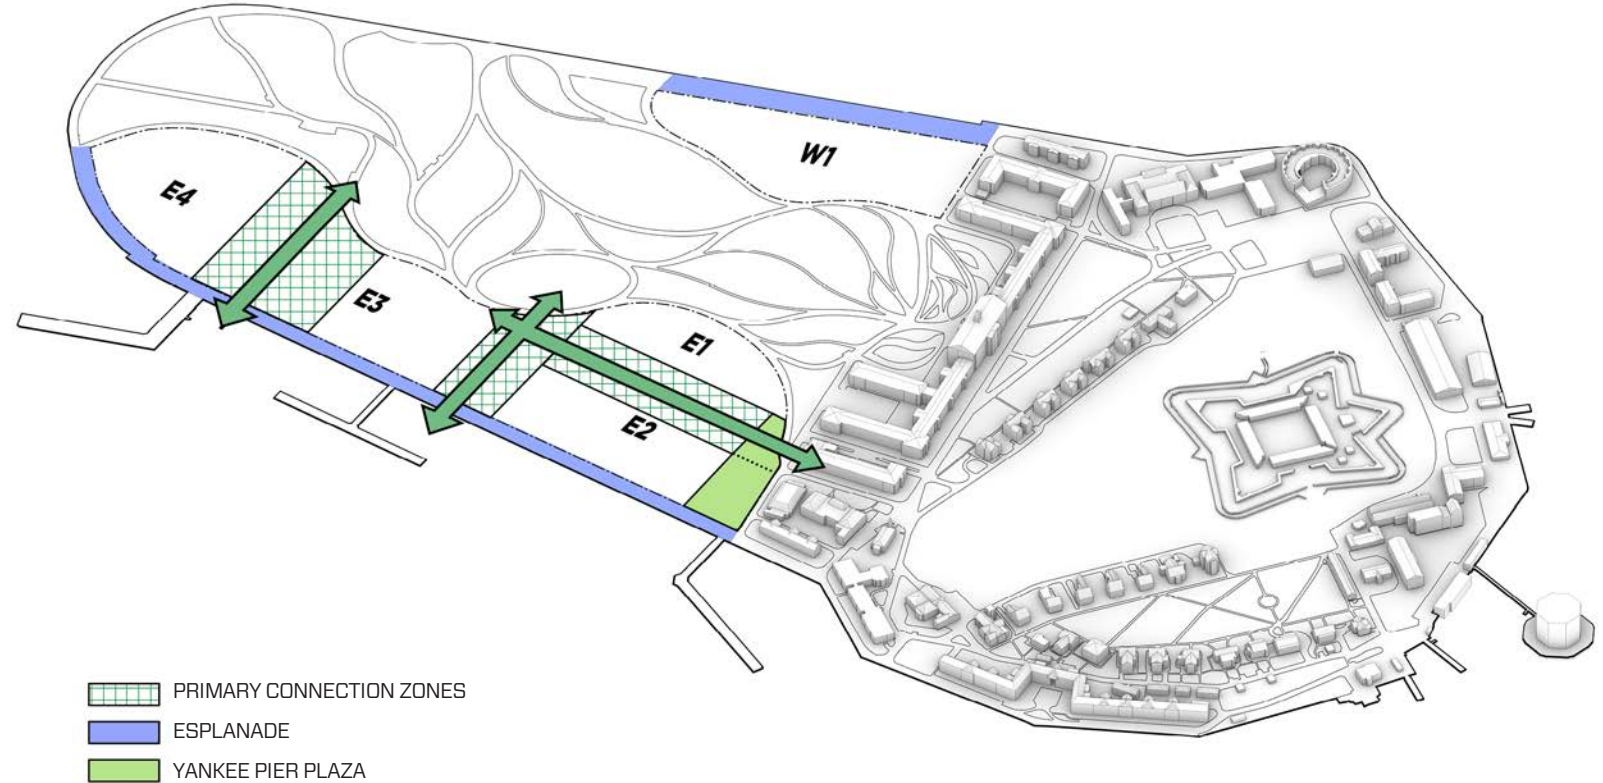 W1
E4
E3
E1
E2
PRIMARY CONNECTION ZONES
ESPLANADE
YANKEE PIER PLAZA